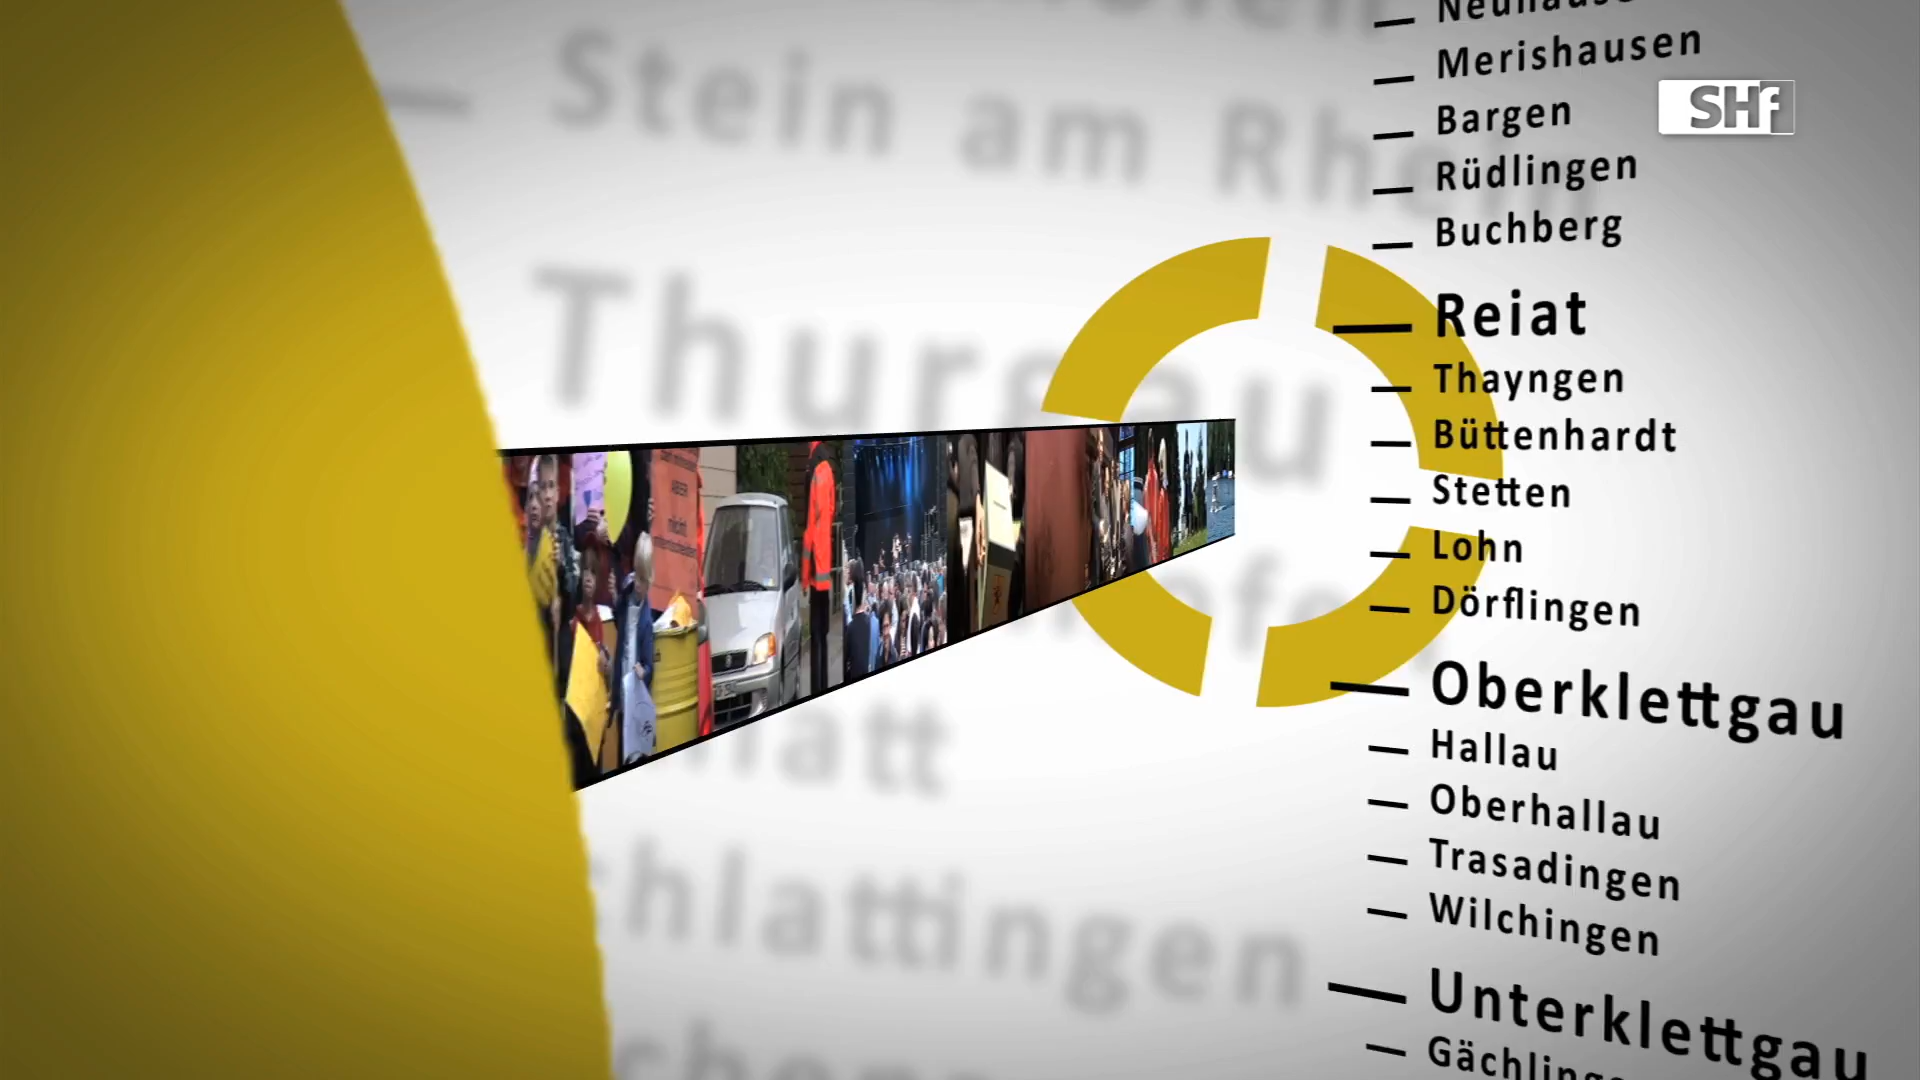 Merishausen
SHf
Bargen
Rüdlingen
Buchberg
Reiat
Thayngen
Büttenhardt
Stetten
Lohn
Dörflingen
Oberklettgau
Hallau
Oberhallau
Trasadingen
Wilchingen
Unterklettgau
Stein am Rhein
Thurgau